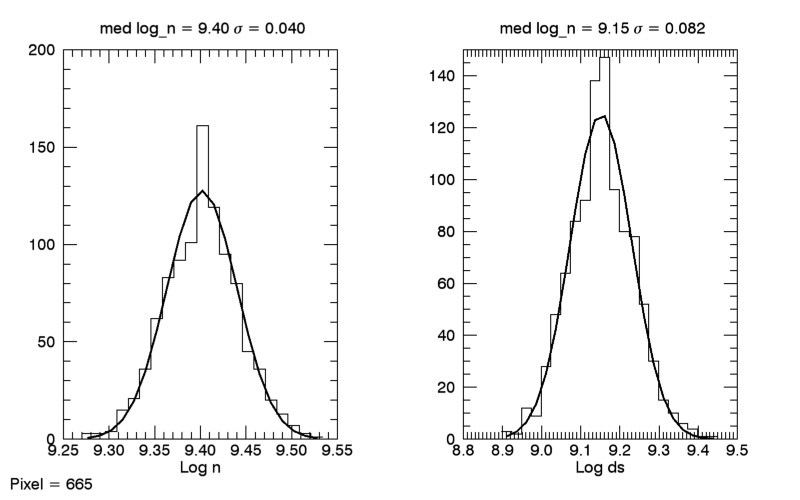 med log_n = 9.40 σ = 0.040
200
150
100
50
0
9.25 9.30 9.35 9.40 9.45 9.50 9.55
Log n
med log_n = 9.15 σ = 0.082
140
120
100
80
60
40
20
0
8.8 8.9 9.0 9.1 9.2 9.3 9.4 9.5
Log ds
Pixel = 665